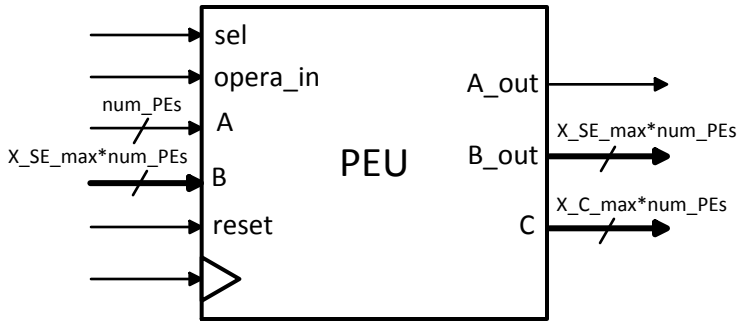 sel
opera_in
num_PEs
A
X_SE_max*num_PEs
B
reset
PEU
A_out
X_SE_max*num_PEs
B_out
X_C_max*num_PEs
C